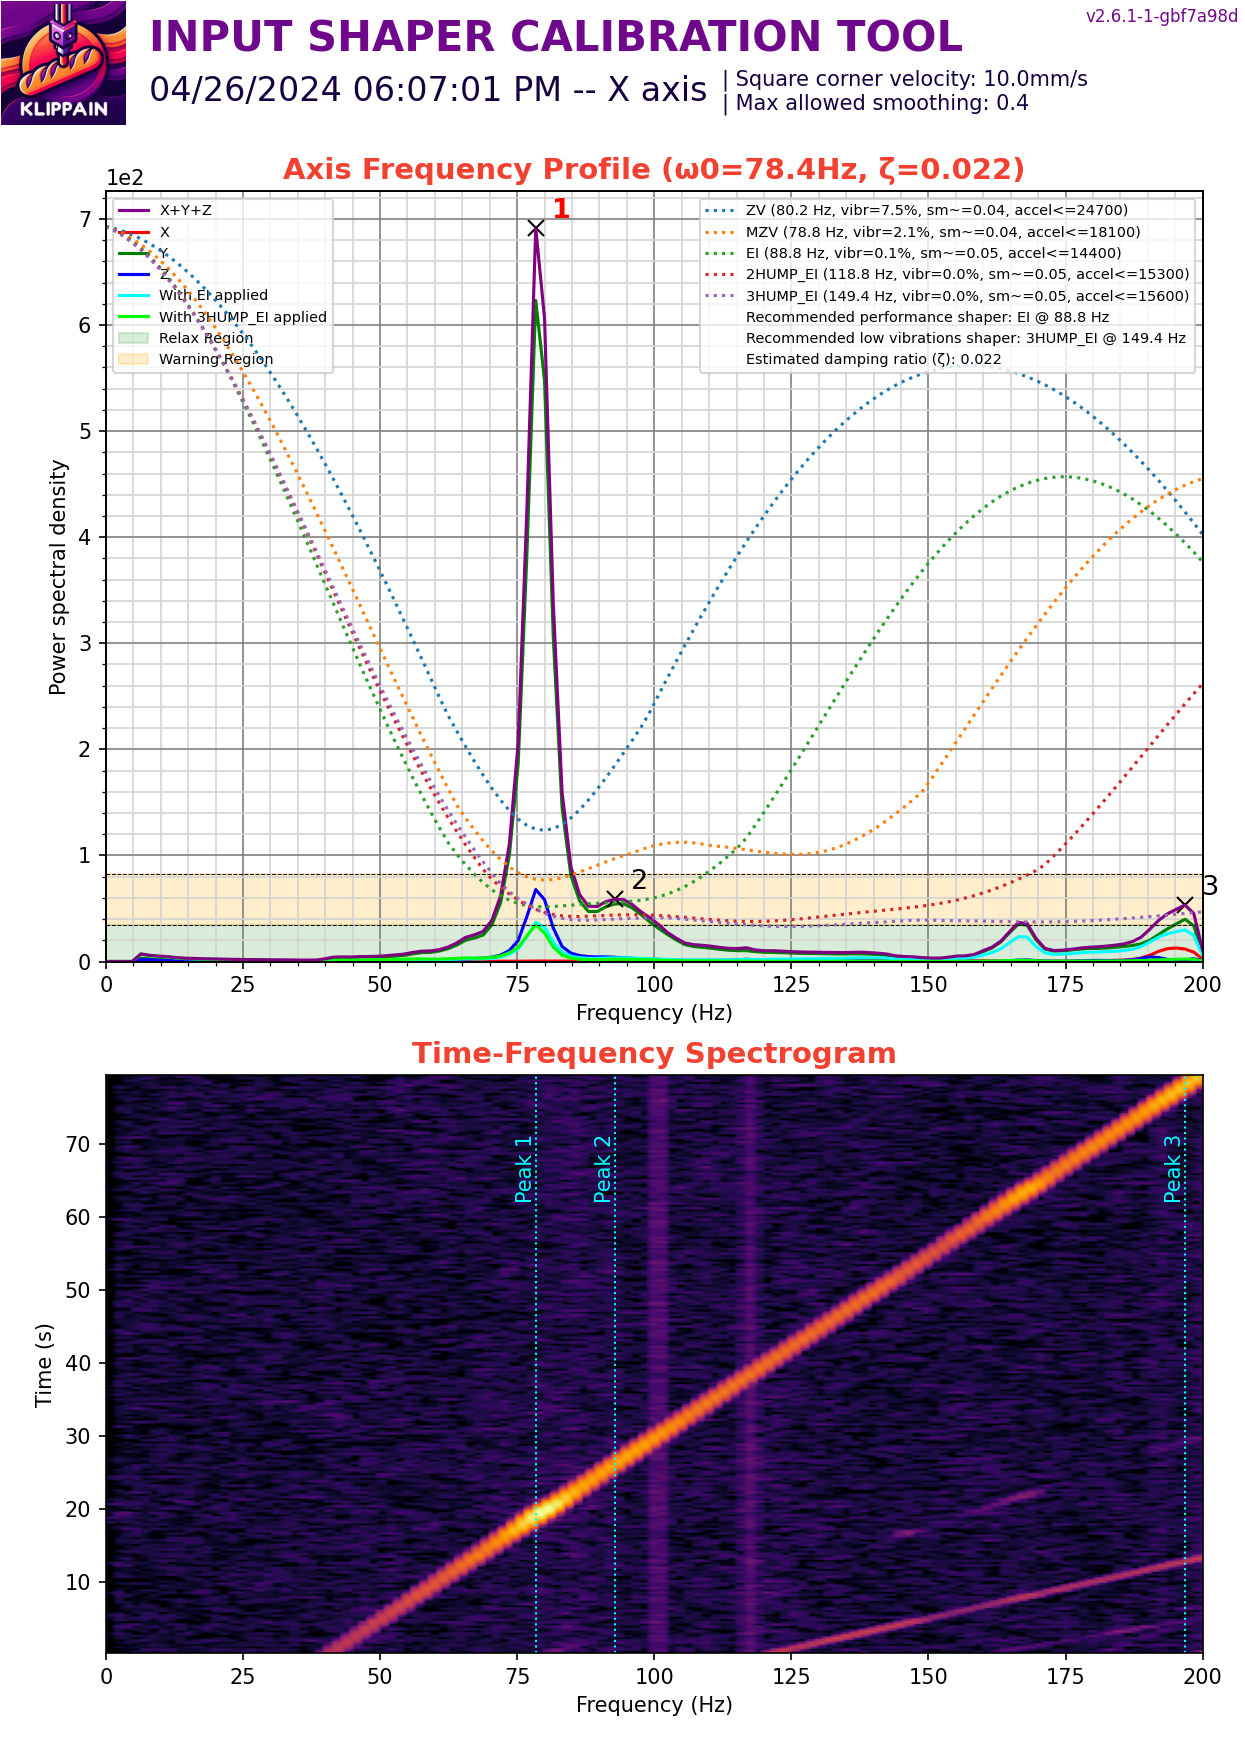 KLIPPAIN
INPUT SHAPER CALIBRATION TOOL
v2.6.1-1-gbf7a98d
04/26/2024 06:07:01 PM -- X axis
| Square corner velocity: 10.0mm/s
| Max allowed smoothing: 0.4
Axis Frequency Profile (ω0=78.4Hz, ζ=0.022)
1e2
X+Y+Z
X
Y
Z
With EI applied
With 3HUMP_EI applied
Relax Region
Warning Region
ZV (80.2 Hz, vibr=7.5%, sm~=0.04, accel<=24700)
MZV (78.8 Hz, vibr=2.1%, sm~=0.04, accel<=18100)
EI (88.8 Hz, vibr=0.1%, sm~=0.05, accel<=14400)
2HUMP_EI (118.8 Hz, vibr=0.0%, sm~=0.05, accel<=15300)
3HUMP_EI (149.4 Hz, vibr=0.0%, sm~=0.05, accel<=15600)
Recommended performance shaper: EI @ 88.8 Hz
Recommended low vibrations shaper: 3HUMP_EI @ 149.4 Hz
Estimated damping ratio (ζ): 0.022
1
2
3
7
6
5
4
3
2
1
0
Power spectral density
0 25 50 75 100 125 150 175 200
Frequency (Hz)
Time-Frequency Spectrogram
Peak 1
Peak 2
Peak 3
70
60
50
40
30
20
10
Time (s)
0 25 50 75 100 125 150 175 200
Frequency (Hz)